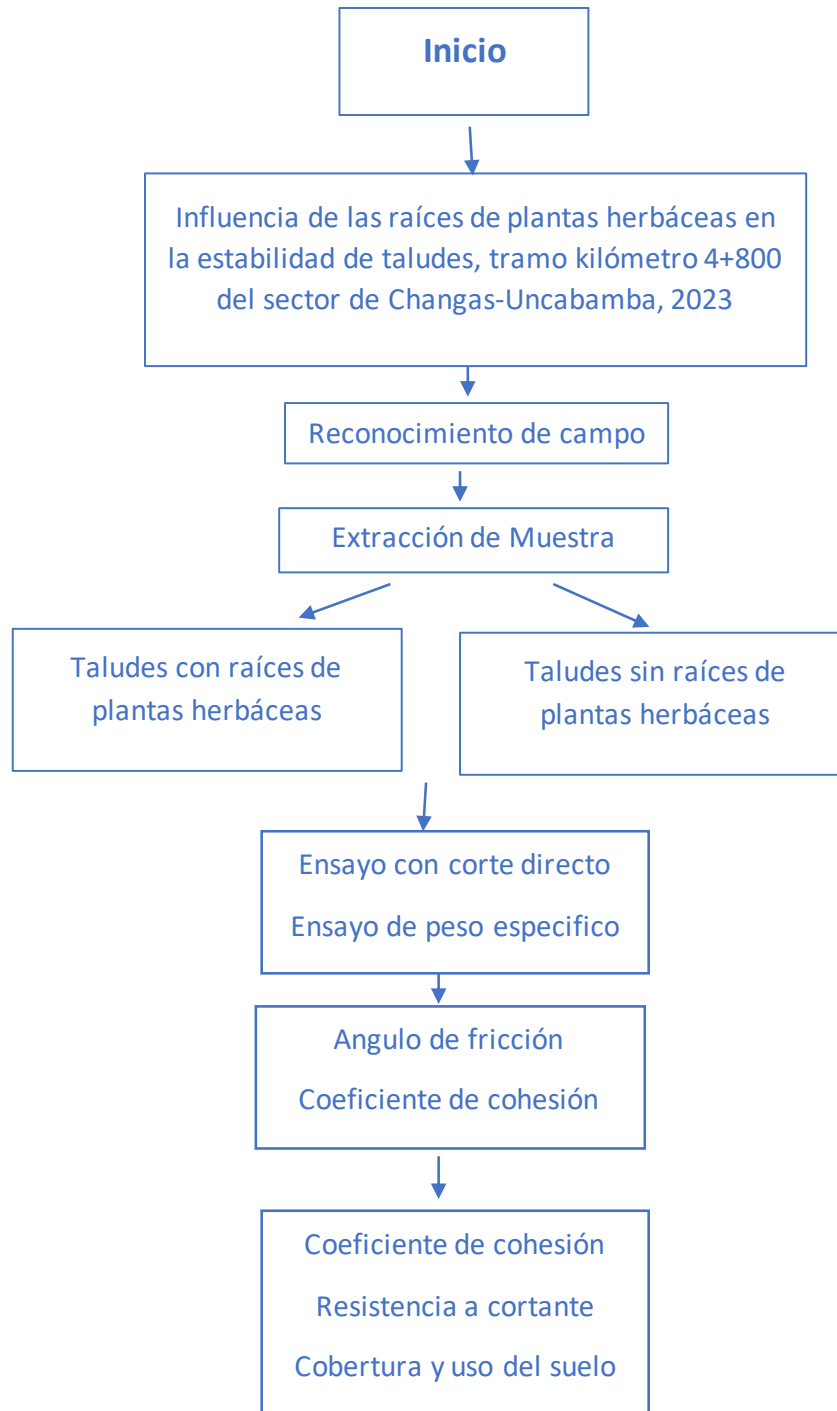 Inicio
Influencia de las raíces de plantas herbáceas en
la estabilidad de taludes, tramo kilómetro 4+800
del sector de Changas-Uncabamba, 2023
Reconocimiento de campo
Extracción de Muestra
Taludes con raíces de
plantas herbáceas
Taludes sin raíces de
plantas herbáceas
Ensayo con corte directo
Ensayo de peso especifico
Angulo de fricción
Coeficiente de cohesión
Coeficiente de cohesión
Resistencia a cortante
Cobertura y uso del suelo